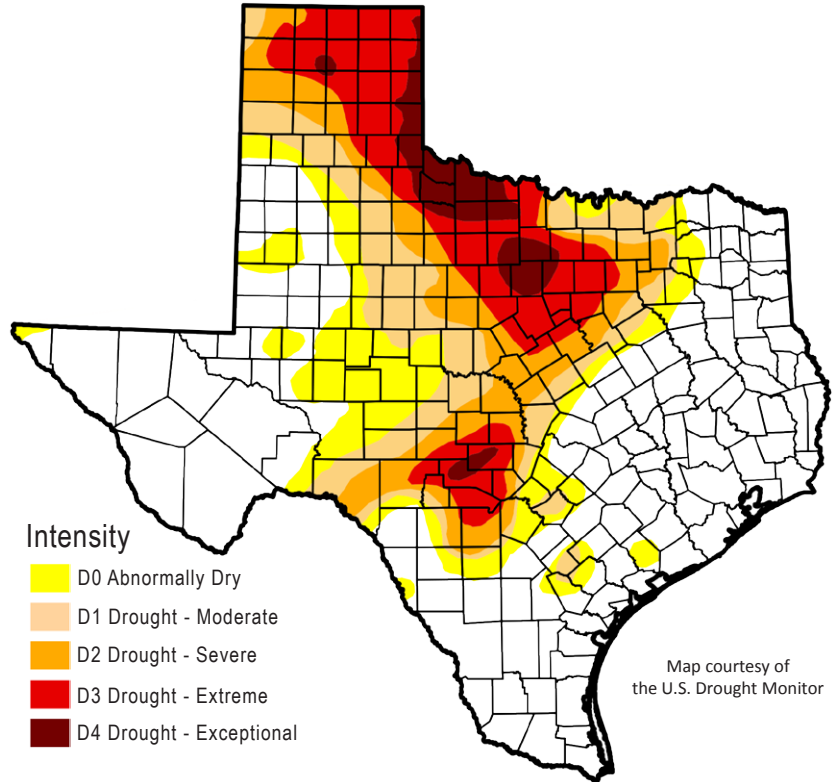 Intensity
D0 Abnormally Dry
D1 Drought - Moderate
D2 Drought - Severe
D3 Drought - Extreme
D4 Drought - Exceptional
Map courtesy of
the U.S. Drought Monitor